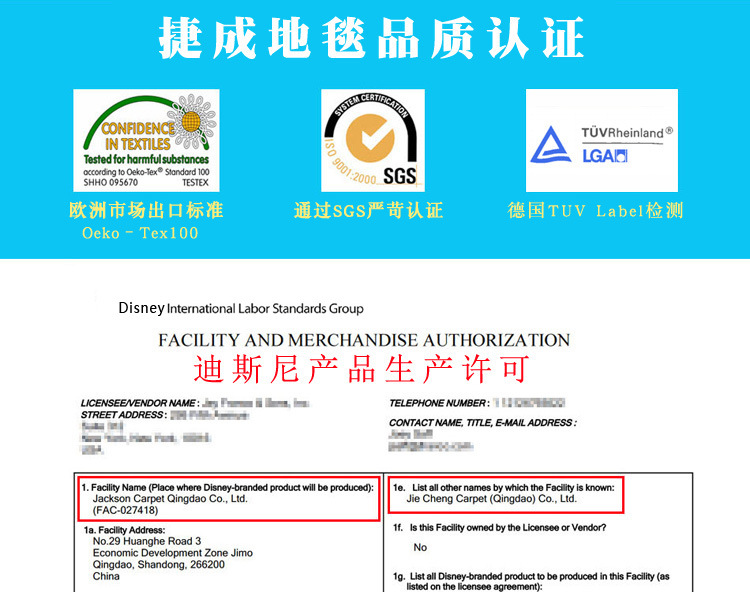 捷成地毯品质认证
CONFIDENCE
IN TEXTILES
Tested for harmful substances
according to Oeko-Tex® Standard 100
SHHO 095670 TESTEX
SYSTEM CERTIFICATION
ISO 9001:2000
SGS
TÜVRheinland®
LGA
欧洲市场出口标准
Oeko-Tex100
通过SGS严苛认证
德国TUV Label检测
Disney International Labor Standards Group
FACILITY AND MERCHANDISE AUTHORIZATION
迪斯尼产品生产许可
LICENSEE/VENDOR NAME :
STREET ADDRESS :
TELEPHONE NUMBER :
CONTACT NAME, TITLE, E-MAIL ADDRESS :
1. Facility Name (Place where Disney-branded product will be produced):
Jackson Carpet Qingdao Co., Ltd.
(FAC-027418)
1a. Facility Address:
No.29 Huanghe Road 3
Economic Development Zone Jimo
Qingdao, Shandong, 266200
China
1e. List all other names by which the Facility is known:
Jie Cheng Carpet (Qingdao) Co., Ltd.
1f. Is this Facility owned by the Licensee or Vendor?
No
1g. List all Disney-branded product to be produced in this Facility (as
listed on the licensee agreement):